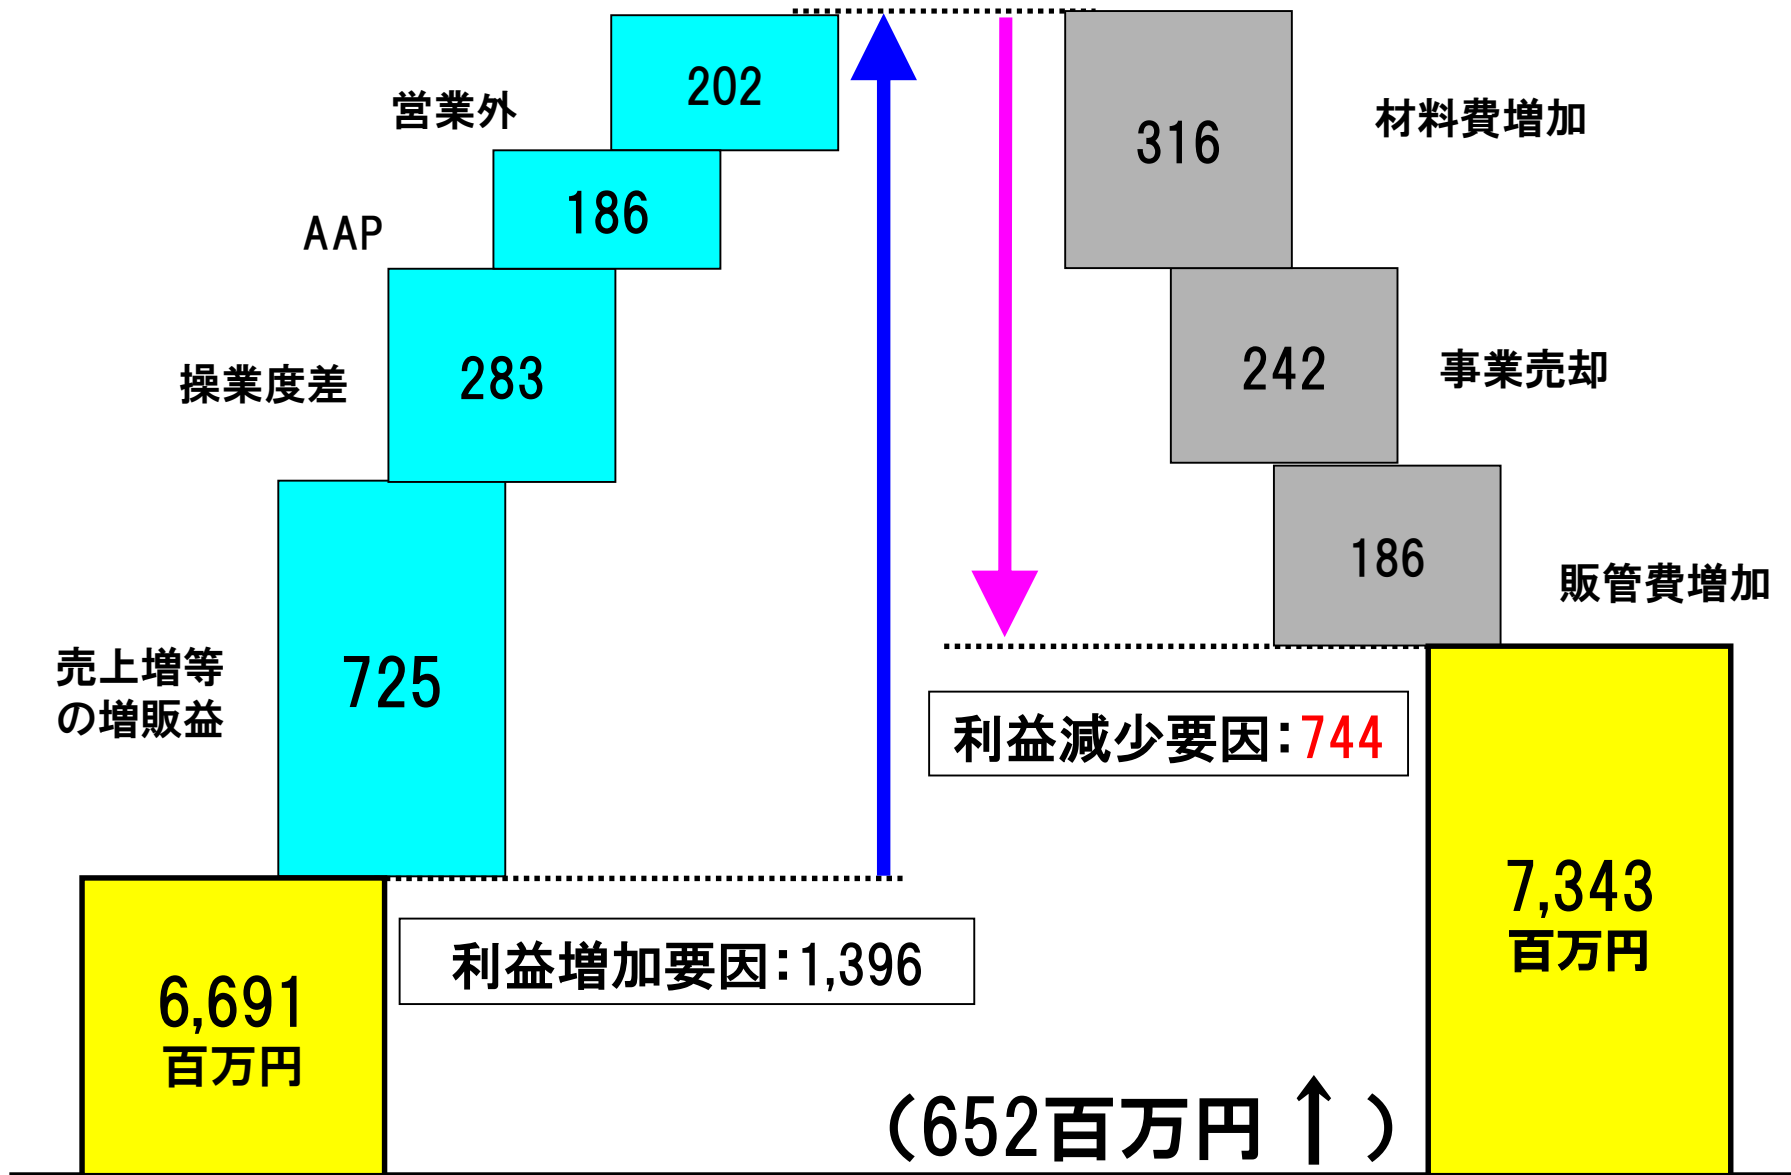 202
営業外
186
AAP
283
操業度差
725
売上増等
の増販益
6,691
百万円
利益増加要因:1,396
316
材料費増加
242
事業売却
186
販管費増加
利益減少要因:744
7,343
百万円
(652百万円 ↑ )